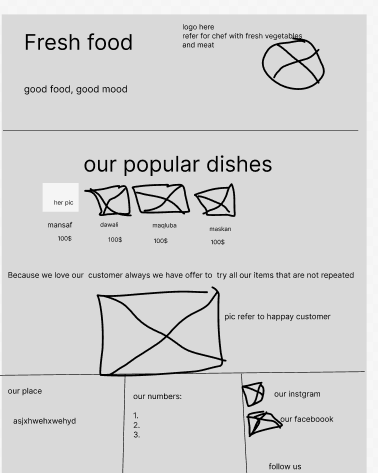 logo here
refer for chef with fresh vegetables
and meat
Fresh food
good food, good mood
our popular dishes
her pic
mansaf
dawali
maqluba
maskan
100$
100$
100$
100$
Because we love our customer always we have offer to try all our items that are not repeated
pic refer to happay customer
our place
asjxhwehxwehyd
our numbers:
1.
2.
3.
our instgram
our faceboook
follow us